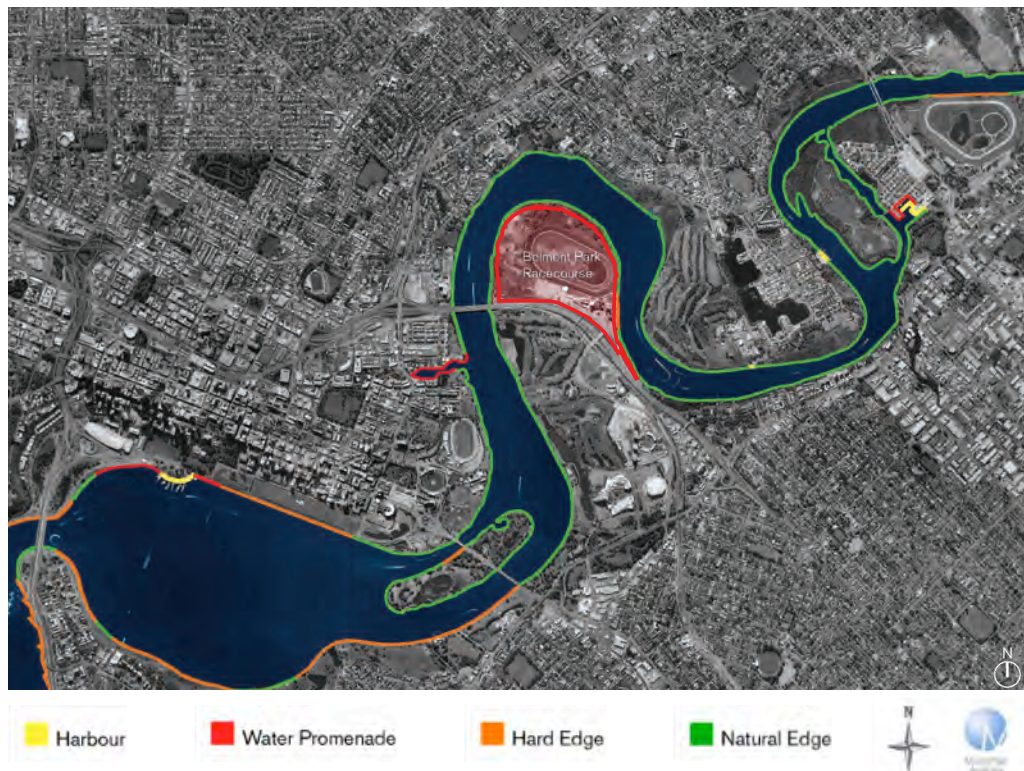 Belmont Park
Racecourse
N
Harbour
Water Promenade
Hard Edge
Natural Edge
N